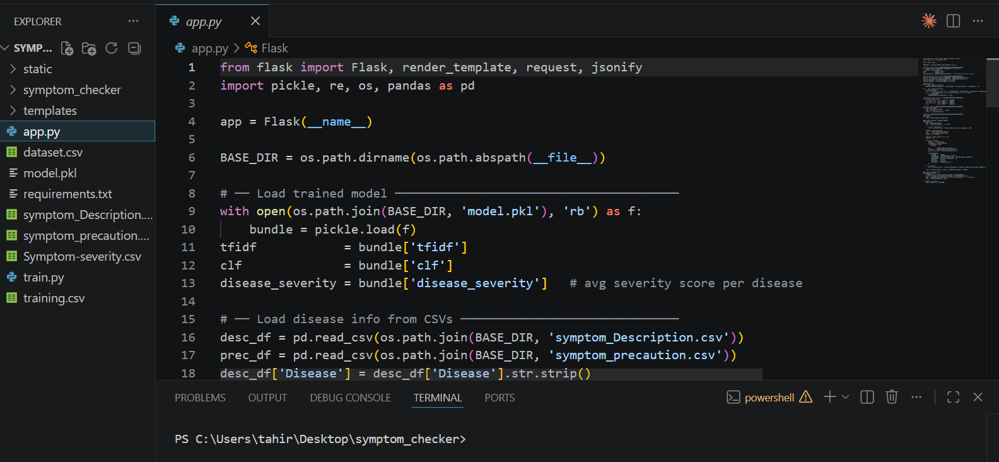 EXPLORER
SYMP...
static
symptom_checker
templates
app.py
dataset.csv
model.pkl
requirements.txt
symptom_Description....
symptom_precaution....
Symptom-severity.csv
train.py
training.csv
app.py
app.py > Flask
1 from flask import Flask, render_template, request, jsonify
2 import pickle, re, os, pandas as pd
3
4 app = Flask(__name__)
5
6 BASE_DIR = os.path.dirname(os.path.abspath(__file__))
7
8 # ── Load trained model ───────────────────────────────────────
9 with open(os.path.join(BASE_DIR, 'model.pkl'), 'rb') as f:
10     bundle = pickle.load(f)
11 tfidf            = bundle['tfidf']
12 clf              = bundle['clf']
13 disease_severity = bundle['disease_severity']   # avg severity score per disease
14
15 # ── Load disease info from CSVs ──────────────────────────────
16 desc_df = pd.read_csv(os.path.join(BASE_DIR, 'symptom_Description.csv'))
17 prec_df = pd.read_csv(os.path.join(BASE_DIR, 'symptom_precaution.csv'))
18 desc_df['Disease'] = desc_df['Disease'].str.strip()
PROBLEMS OUTPUT DEBUG CONSOLE TERMINAL PORTS powershell
PS C:\Users\tahir\Desktop\symptom_checker>